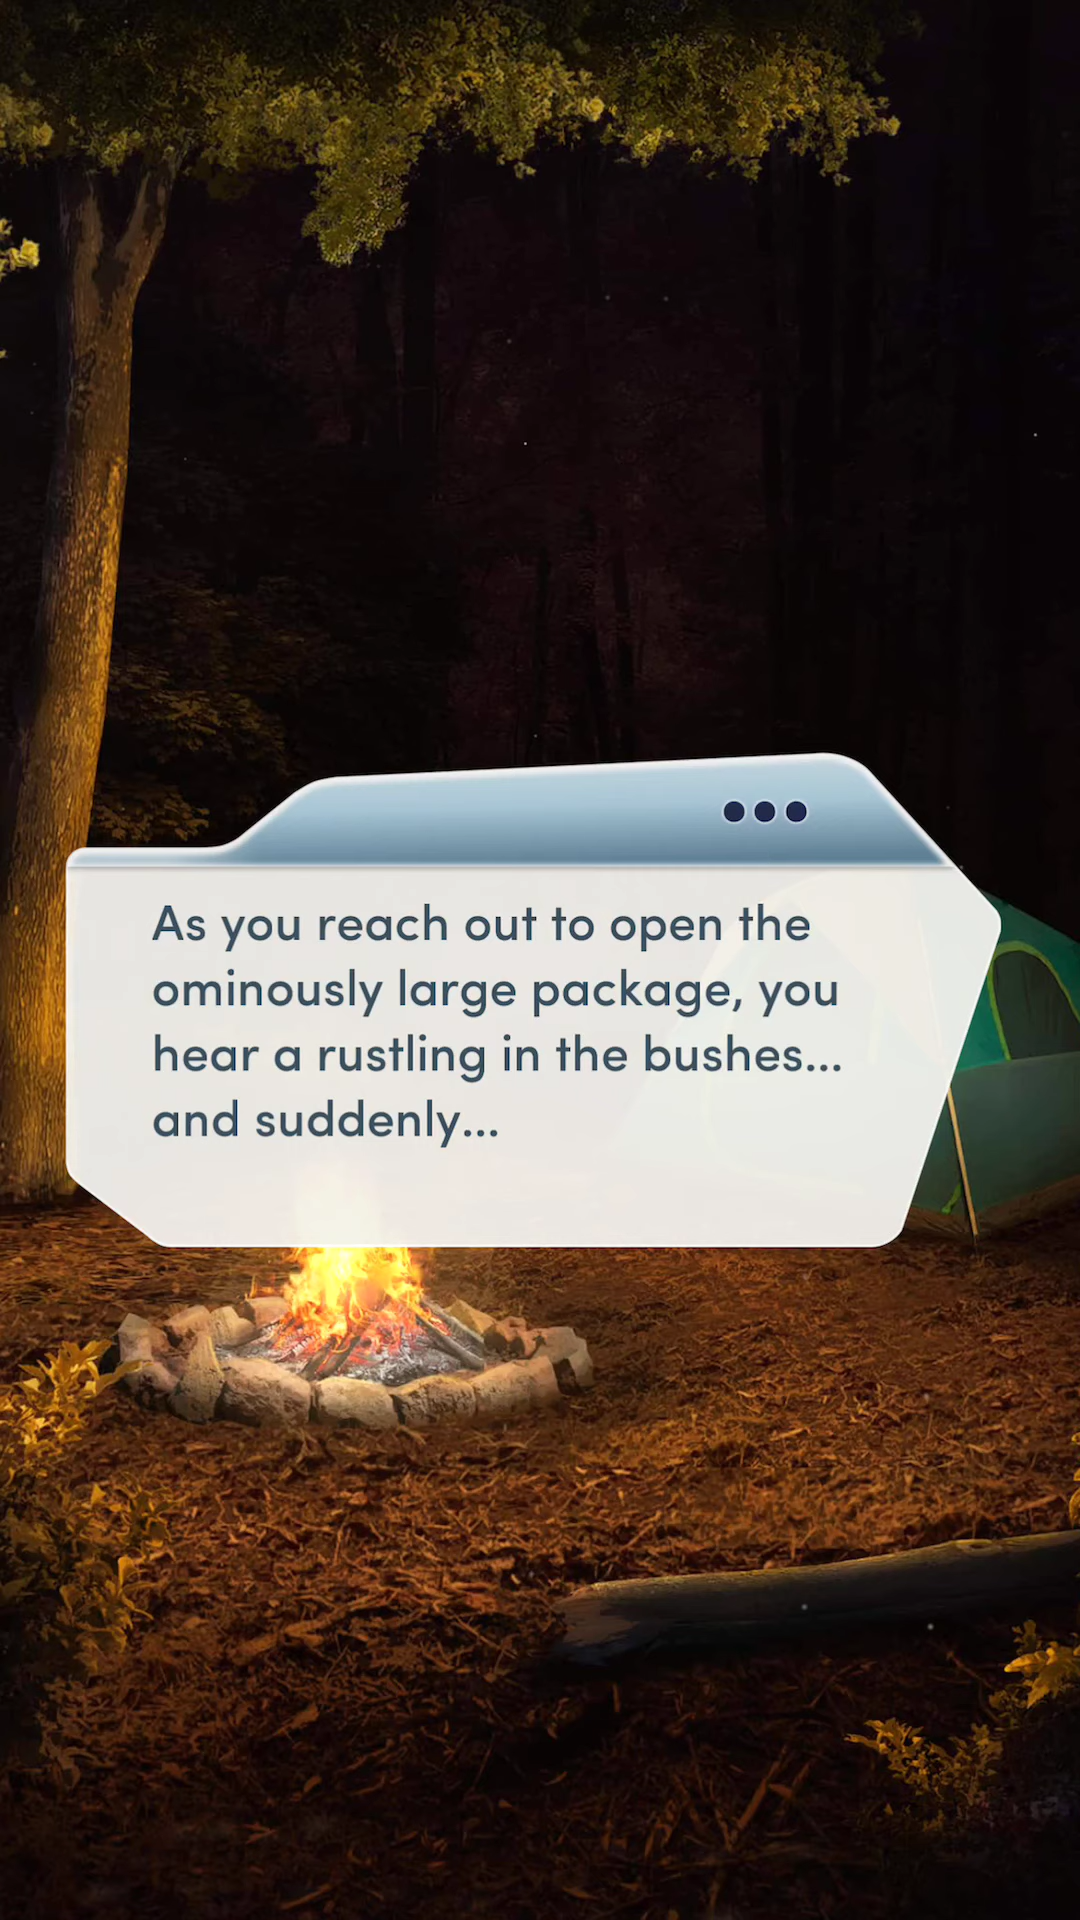 As you reach out to open the
ominously large package, you
hear a rustling in the bushes...
and suddenly...